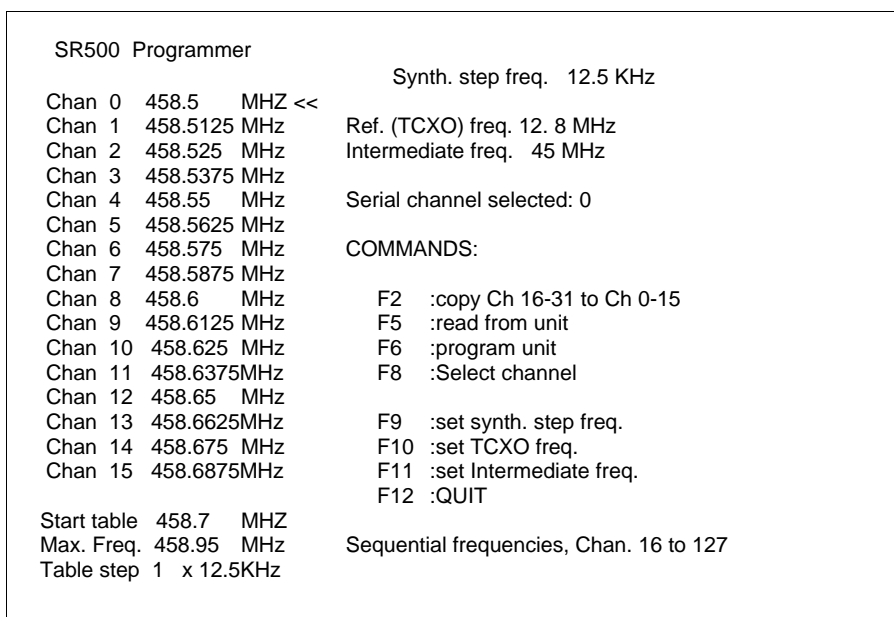 SR500 Programmer
Synth. step freq. 12.5 KHz
Chan 0 458.5 MHZ <<
Chan 1 458.5125 MHz Ref. (TCXO) freq. 12. 8 MHz
Chan 2 458.525 MHz Intermediate freq. 45 MHz
Chan 3 458.5375 MHz
Chan 4 458.55 MHz Serial channel selected: 0
Chan 5 458.5625 MHz
Chan 6 458.575 MHz COMMANDS:
Chan 7 458.5875 MHz
Chan 8 458.6 MHz F2 :copy Ch 16-31 to Ch 0-15
Chan 9 458.6125 MHz F5 :read from unit
Chan 10 458.625 MHz F6 :program unit
Chan 11 458.6375MHz F8 :Select channel
Chan 12 458.65 MHz
Chan 13 458.6625MHz F9 :set synth. step freq.
Chan 14 458.675 MHz F10 :set TCXO freq.
Chan 15 458.6875MHz F11 :set Intermediate freq.
F12 :QUIT
Start table 458.7 MHZ
Max. Freq. 458.95 MHz Sequential frequencies, Chan. 16 to 127
Table step 1 x 12.5KHz